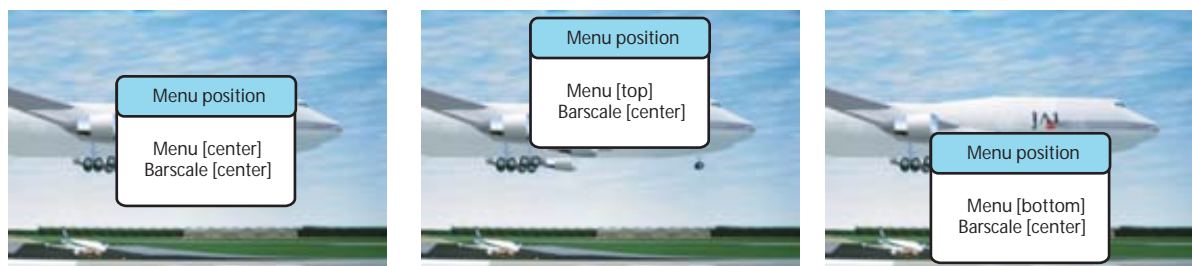 Menu position
Menu [center]
Barscale [center]
Menu position
Menu [top]
Barscale [center]
Menu position
Menu [bottom]
Barscale [center]